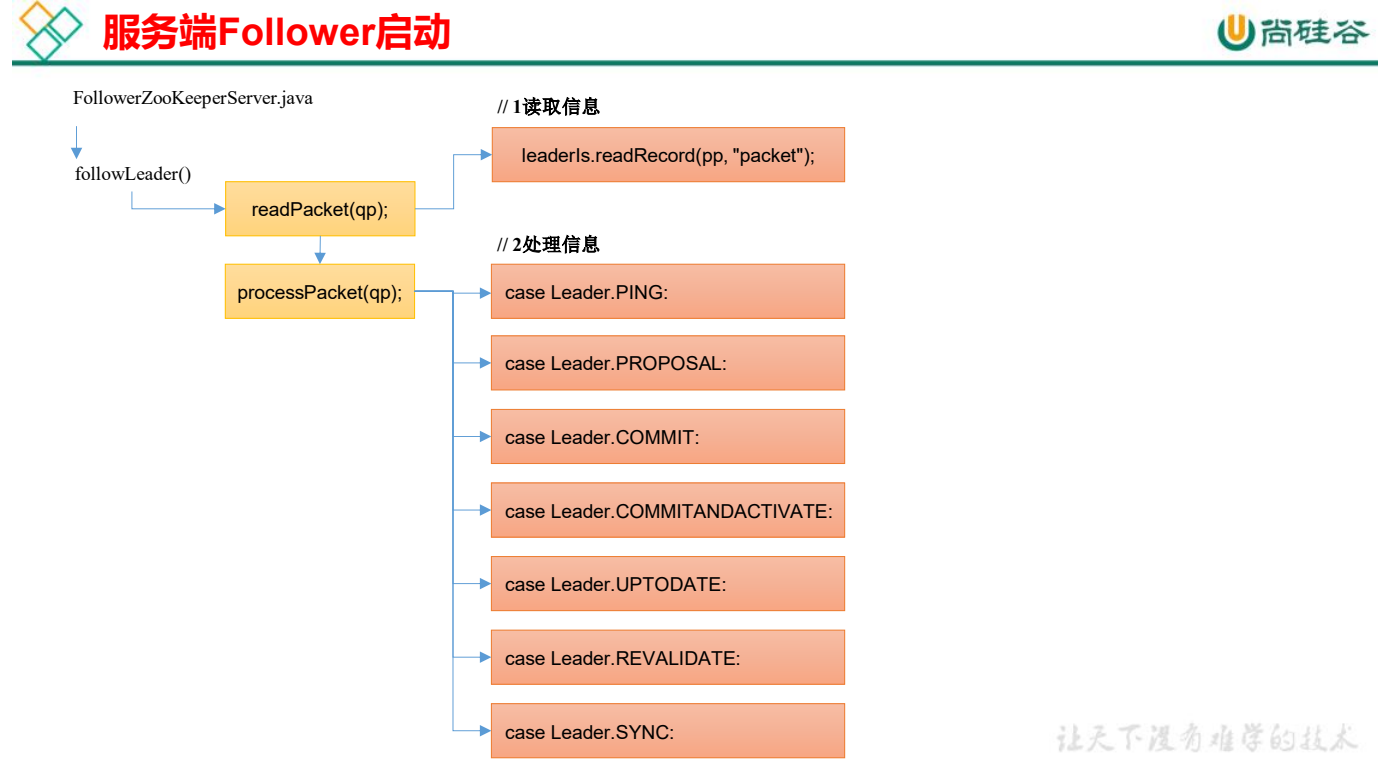 服务端Follower启动
尚硅谷
FollowerZooKeeperServer.java
followLeader()
readPacket(qp);
processPacket(qp);
// 1读取信息
leaderIs.readRecord(pp, "packet");
// 2处理信息
case Leader.PING:
case Leader.PROPOSAL:
case Leader.COMMIT:
case Leader.COMMITANDACTIVATE:
case Leader.UPTODATE:
case Leader.REVALIDATE:
case Leader.SYNC:
让天下没有难学的技术